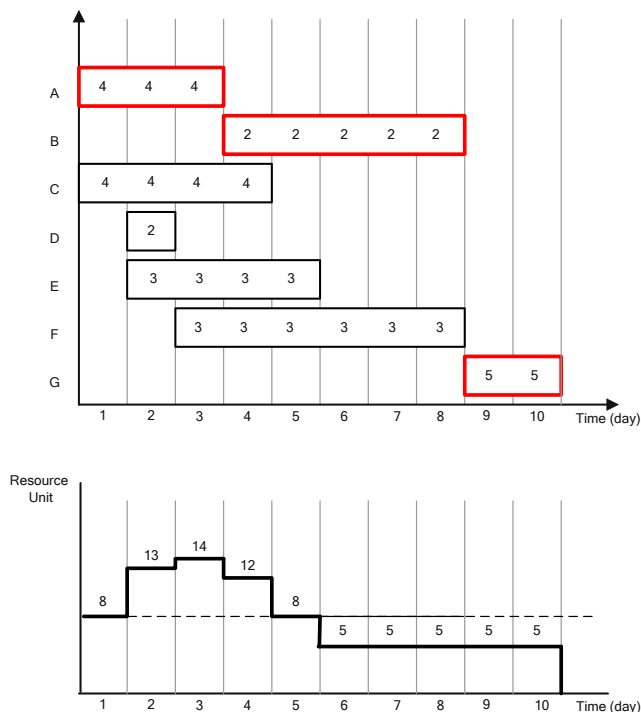 A 4 4 4
B 2 2 2 2 2
C 4 4 4 4
D 2
E 3 3 3 3
F 3 3 3 3 3 3
G 5 5
1 2 3 4 5 6 7 8 9 10 Time (day)
Resource
Unit
8 13 14 12 8 5 5 5 5 5
1 2 3 4 5 6 7 8 9 10 Time (day)